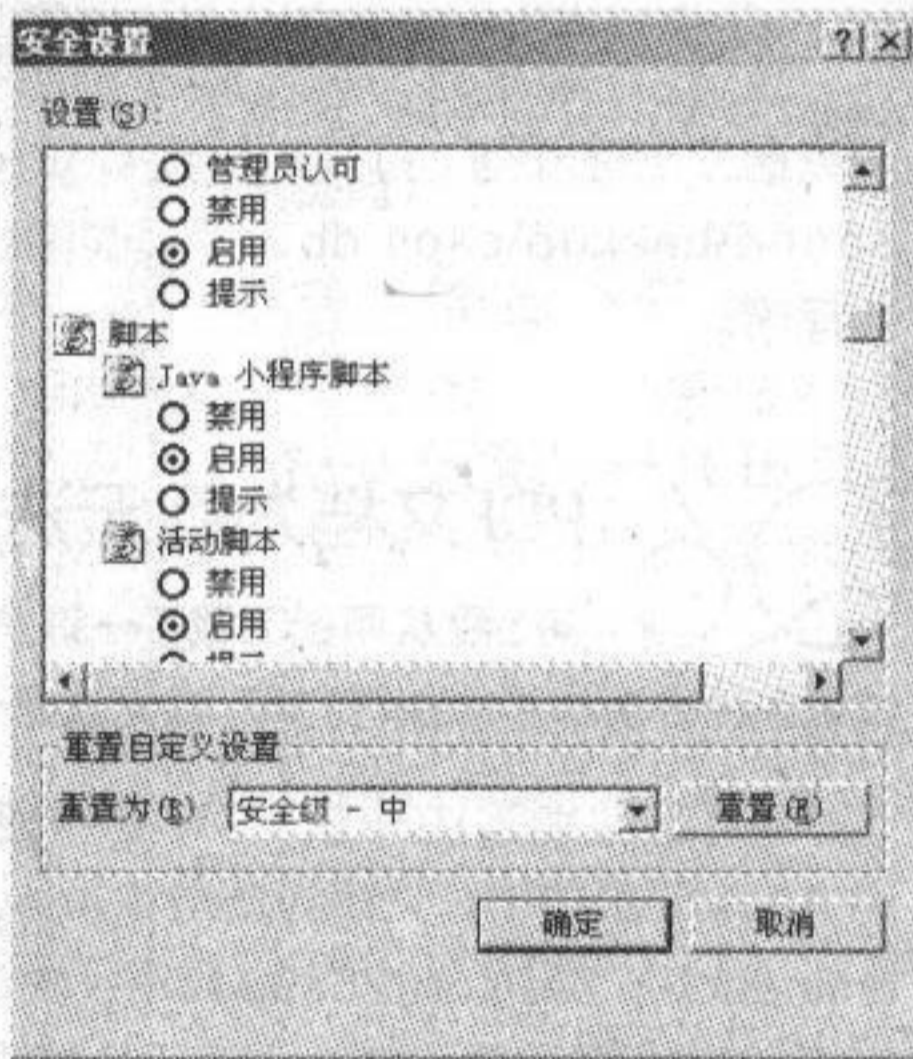 安全设置
设置(S):
管理员认可
禁用
启用
提示
脚本
Java 小程序脚本
禁用
启用
提示
活动脚本
禁用
启用
重置自定义设置
重置为(R) 安全级 - 中 重置(E)
确定 取消